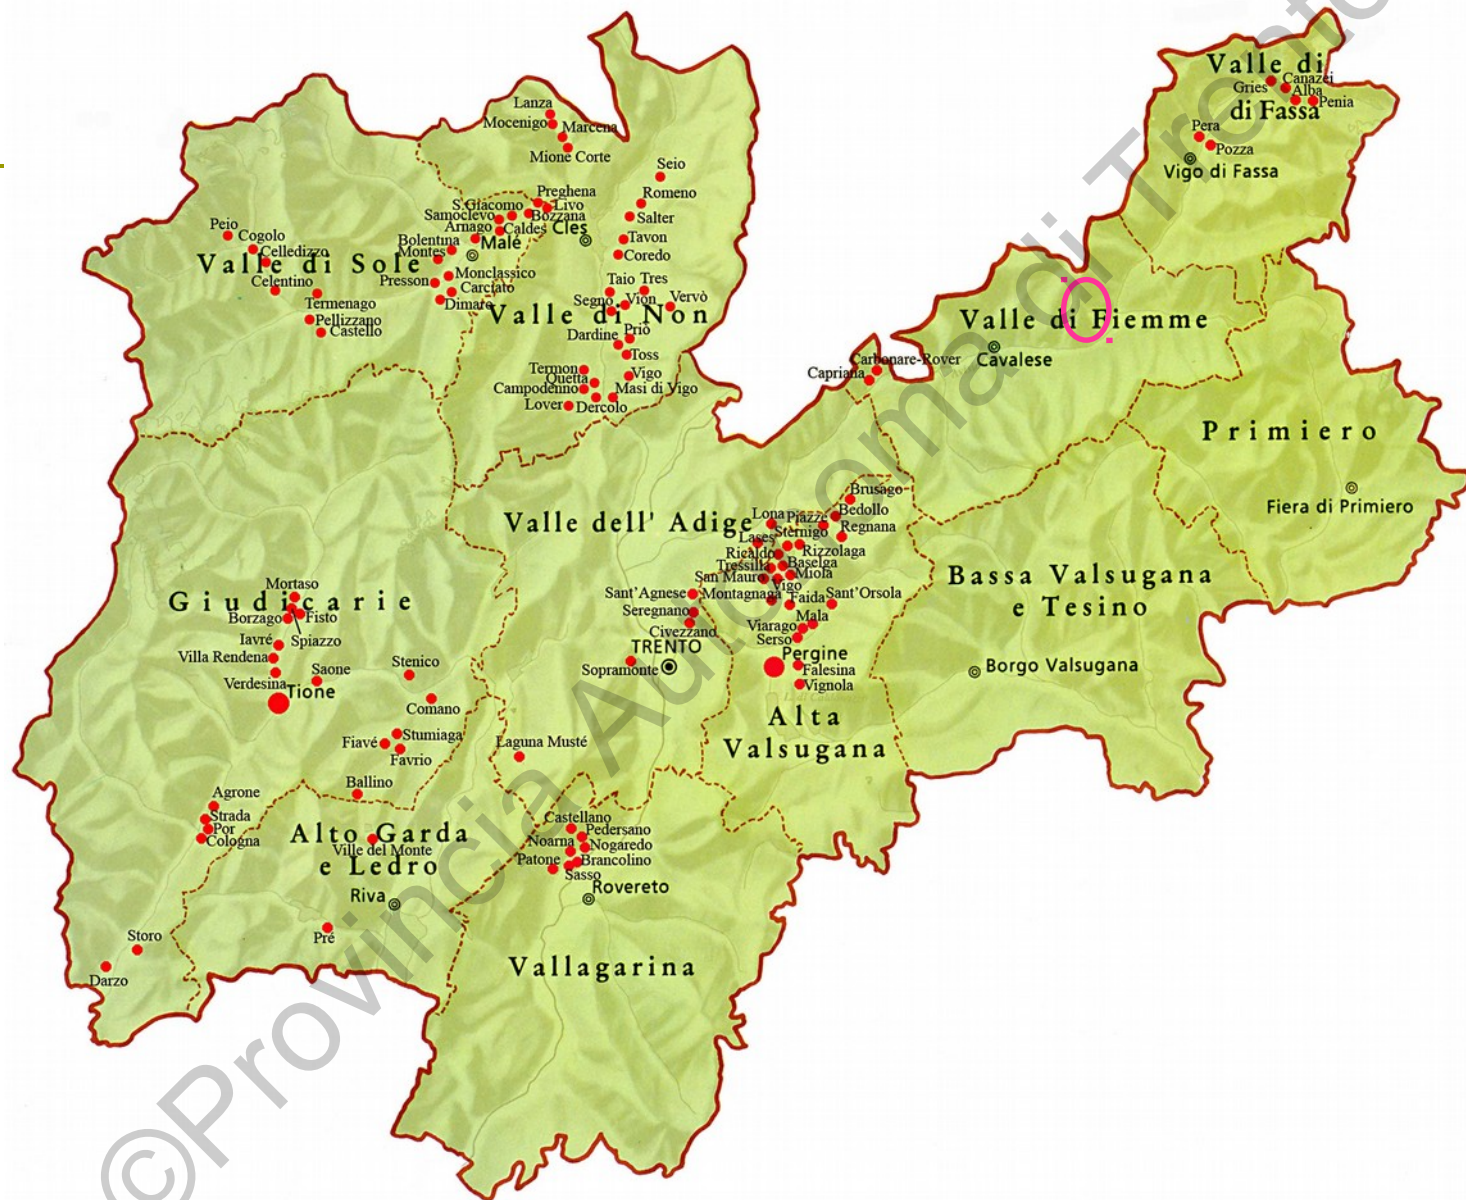 Valle di
di Fassa
Canazei
Gries
Alba
Penia
Pera
Pozza
Vigo di Fassa
Lanza
Mocenigo
Marcena
Mione Corte
Seio
Romeno
Salter
Tavon
Coredo
Preghena
Livo
S.Giacomo
Bozzana
Samoclevo
Caldes
Arnago
Cles
Malé
Bolentina
Montes
Monclassico
Presson
Carciato
Dimaro
Peio
Cogolo
Celledizzo
Valle di Sole
Celentino
Termenago
Pellizzano
Castello
Taio
Tres
Segno
Vion
Vervò
Valle di Non
Dardine
Priò
Toss
Termon
Quetta
Vigo
Campodenno
Masi di Vigo
Lover
Dercolo
Valle di Fiemme
Cavalese
Carbonare-Rover
Capriana
Primiero
Fiera di Primiero
Valle dell' Adige
Brusago
Bedollo
Lona
Piazze
Regnana
Sternigo
Lases
Rizzolaga
Ricaldo
Baselga
Tressilla
Miola
San Mauro
Vigo
Sant'Agnese
Montagnaga
Faida
Sant'Orsola
Seregnano
Mala
Civezzano
Viarago
Serso
TRENTO
Sopramonte
Pergine
Falesina
Vignola
Alta
Valsugana
Bassa Valsugana
e Tesino
Borgo Valsugana
Mortaso
Giudicarie
Borzago
Fisto
Spiazzo
Iavré
Villa Rendena
Verdesina
Saone
Tione
Stenico
Comano
Stumiaga
Fiavé
Favrio
Laguna Musté
Ballino
Agrone
Strada
Por
Cologna
Alto Garda
e Ledro
Ville del Monte
Riva
Pré
Storo
Darzo
Castellano
Pedersano
Noarna
Nogaredo
Patone
Brancolino
Sasso
Rovereto
Vallagarina
©Provincia Autonoma di Trento